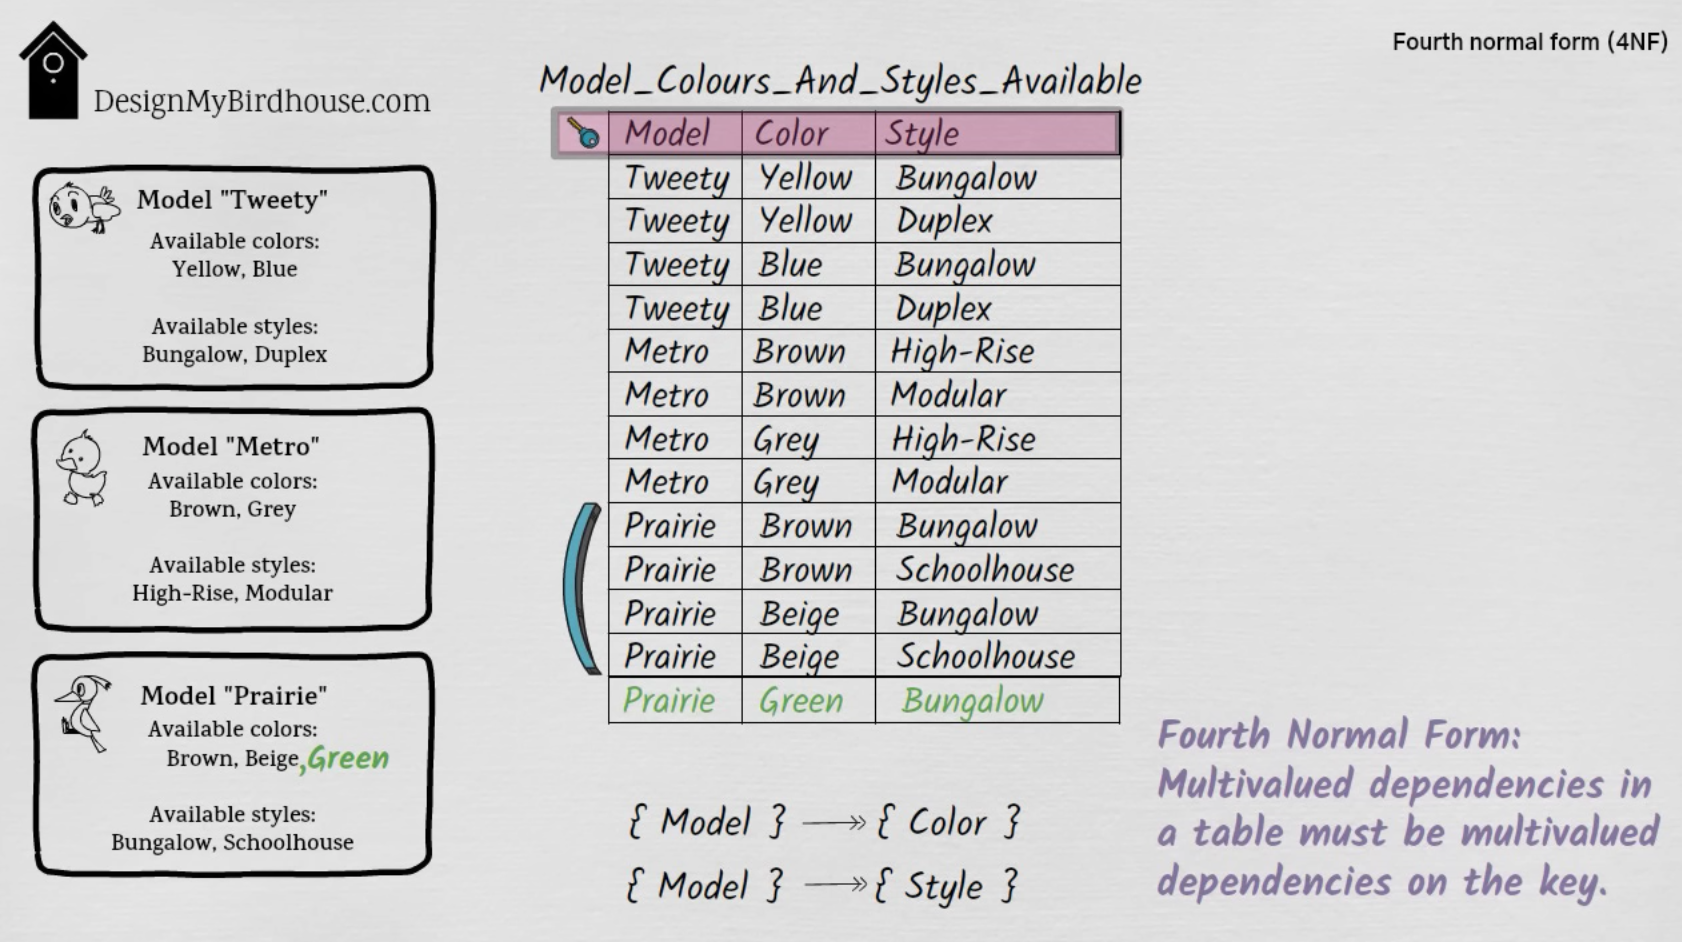 Fourth normal form (4NF)
DesignMyBirdhouse.com
Model "Tweety"
Available colors:
Yellow, Blue
Available styles:
Bungalow, Duplex
Model "Metro"
Available colors:
Brown, Grey
Available styles:
High-Rise, Modular
Model "Prairie"
Available colors:
Brown, Beige,Green
Available styles:
Bungalow, Schoolhouse
Model_Colours_And_Styles_Available
Model Color Style
Tweety Yellow Bungalow
Tweety Yellow Duplex
Tweety Blue Bungalow
Tweety Blue Duplex
Metro Brown High-Rise
Metro Brown Modular
Metro Grey High-Rise
Metro Grey Modular
Prairie Brown Bungalow
Prairie Brown Schoolhouse
Prairie Beige Bungalow
Prairie Beige Schoolhouse
Prairie Green Bungalow
{ Model } →→ { Color }
{ Model } →→ { Style }
Fourth Normal Form:
Multivalued dependencies in
a table must be multivalued
dependencies on the key.